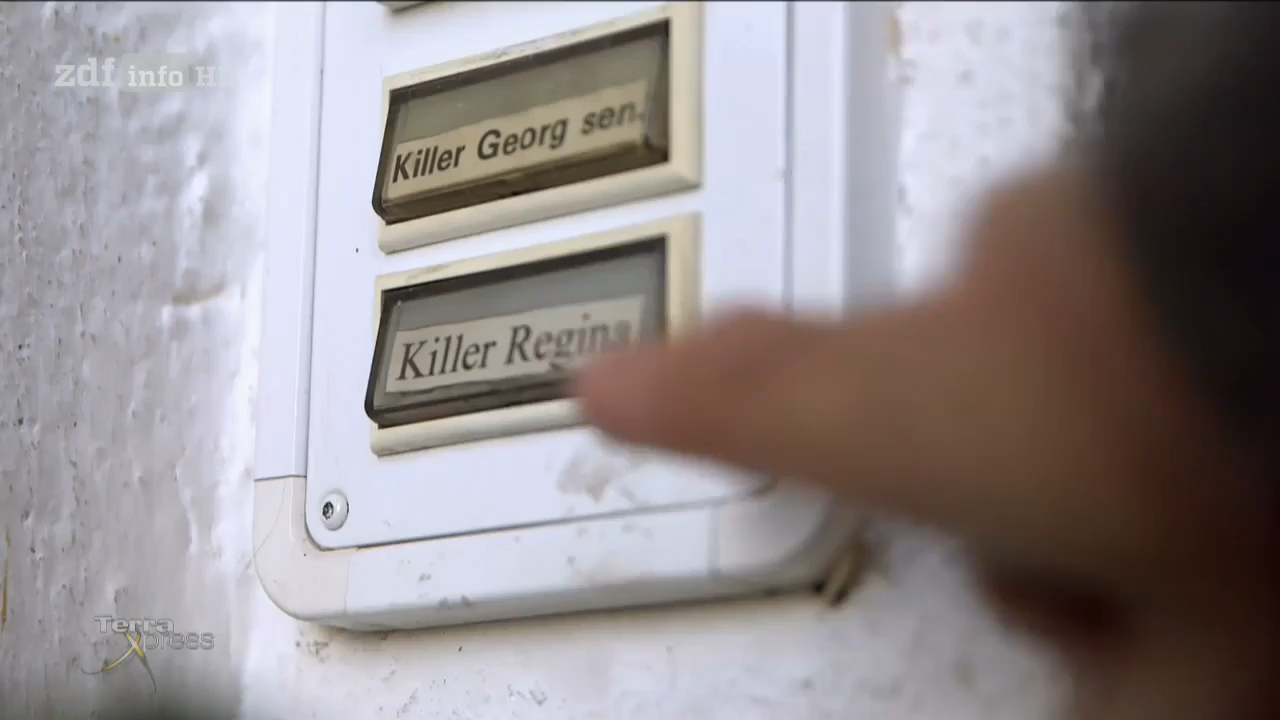 zdf info HD
Killer Georg sen.
Killer Regina
Terra
Xpress